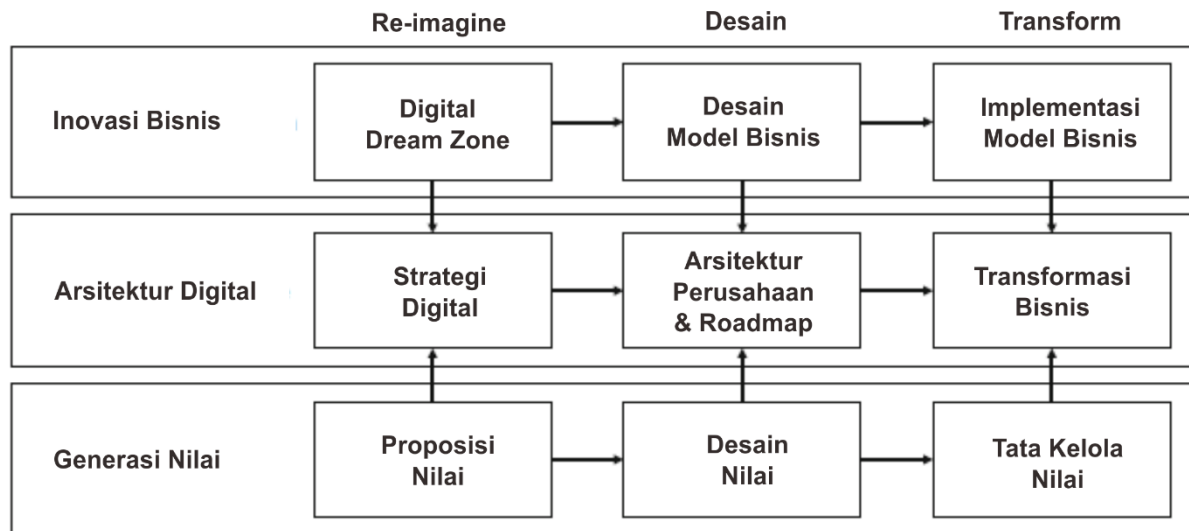 Re-imagine
Desain
Transform
Inovasi Bisnis
Digital
Dream Zone
Desain
Model Bisnis
Implementasi
Model Bisnis
Arsitektur Digital
Strategi
Digital
Arsitektur
Perusahaan
& Roadmap
Transformasi
Bisnis
Generasi Nilai
Proposisi
Nilai
Desain
Nilai
Tata Kelola
Nilai